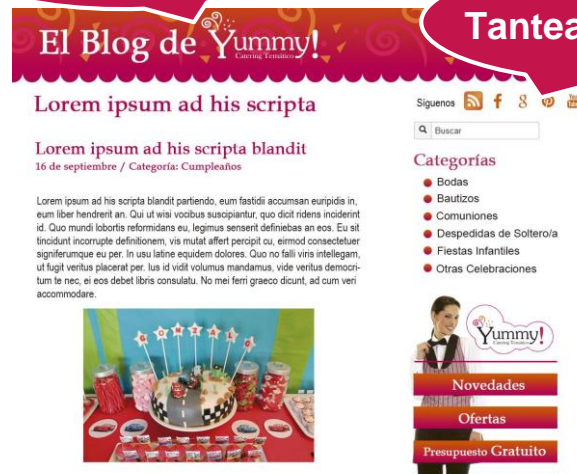 Tantea
El Blog de Yummy!
Catering Temático
Lorem ipsum ad his scripta
Síguenos
Buscar
Lorem ipsum ad his scripta blandit
16 de septiembre / Categoría: Cumpleaños
Lorem ipsum ad his scripta blandit partiendo, eum fastidii accumsan euripidis in,
eum liber hendrerit an. Qui ut wisi vocibus suscipiantur, quo dicit ridens inciderint
id. Quo mundi lobortis reformidans eu, legimus senserit definiebas an eos. Eu sit
tincidunt incorrupte definitionem, vis mutat affert percipit cu, eirmod consectetuer
signiferumque eu per. In usu latine equidem dolores. Quo no falli viris intellegam,
ut fugit veritus placerat per. Ius id vidit volumus mandamus, vide veritus democri-
tum te nec, ei eos debet libris consulatu. No mei ferri graeco dicunt, ad cum veri
accommodare.
GONZALO
Categorías
Bodas
Bautizos
Comuniones
Despedidas de Soltero/a
Fiestas Infantiles
Otras Celebraciones
Yummy!
Catering Temático
Novedades
Ofertas
Presupuesto Gratuito